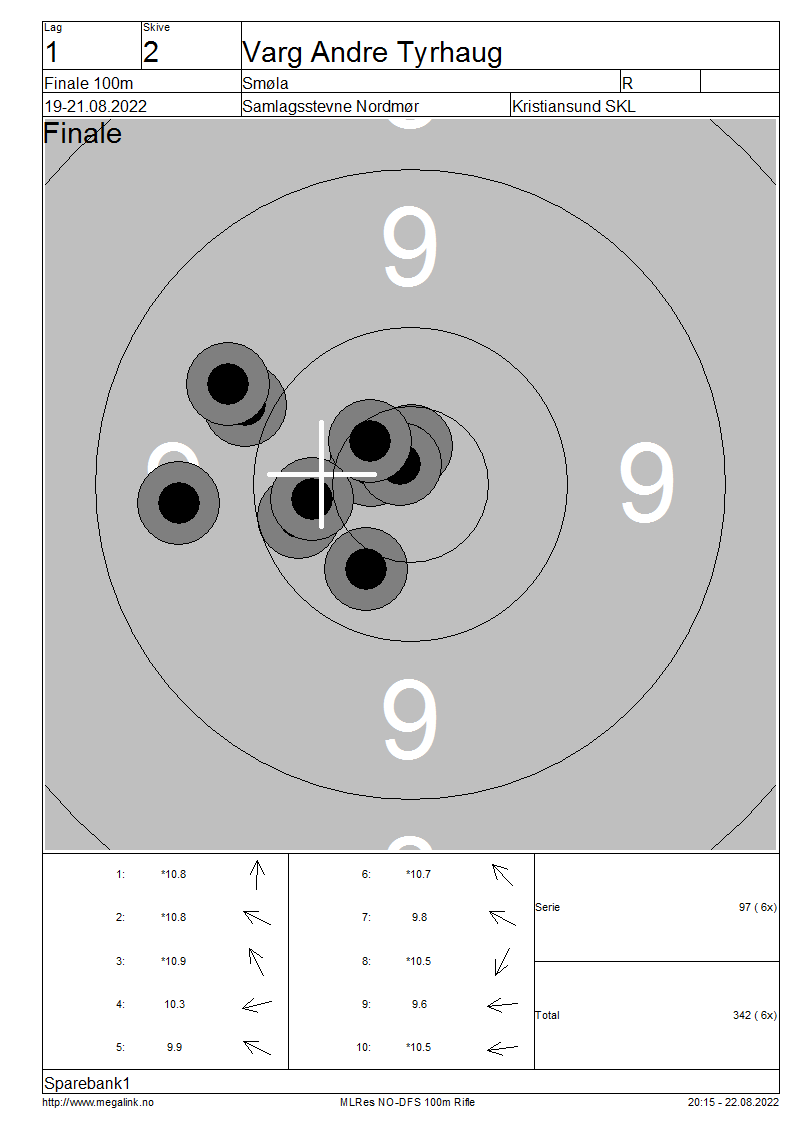 Lag Skive
1 2 Varg Andre Tyrhaug
Finale 100m Smøla R
19-21.08.2022 Samlagsstevne Nordmør Kristiansund SKL
Finale
9
9 9
9
1: *10.8 6: *10.7
2: *10.8 7: 9.8
3: *10.9 8: *10.5
4: 10.3 9: 9.6
5: 9.9 10: *10.5
Serie 97 ( 6x)
Total 342 ( 6x)
Sparebank1
http://www.megalink.no MLRes NO-DFS 100m Rifle 20:15 - 22.08.2022